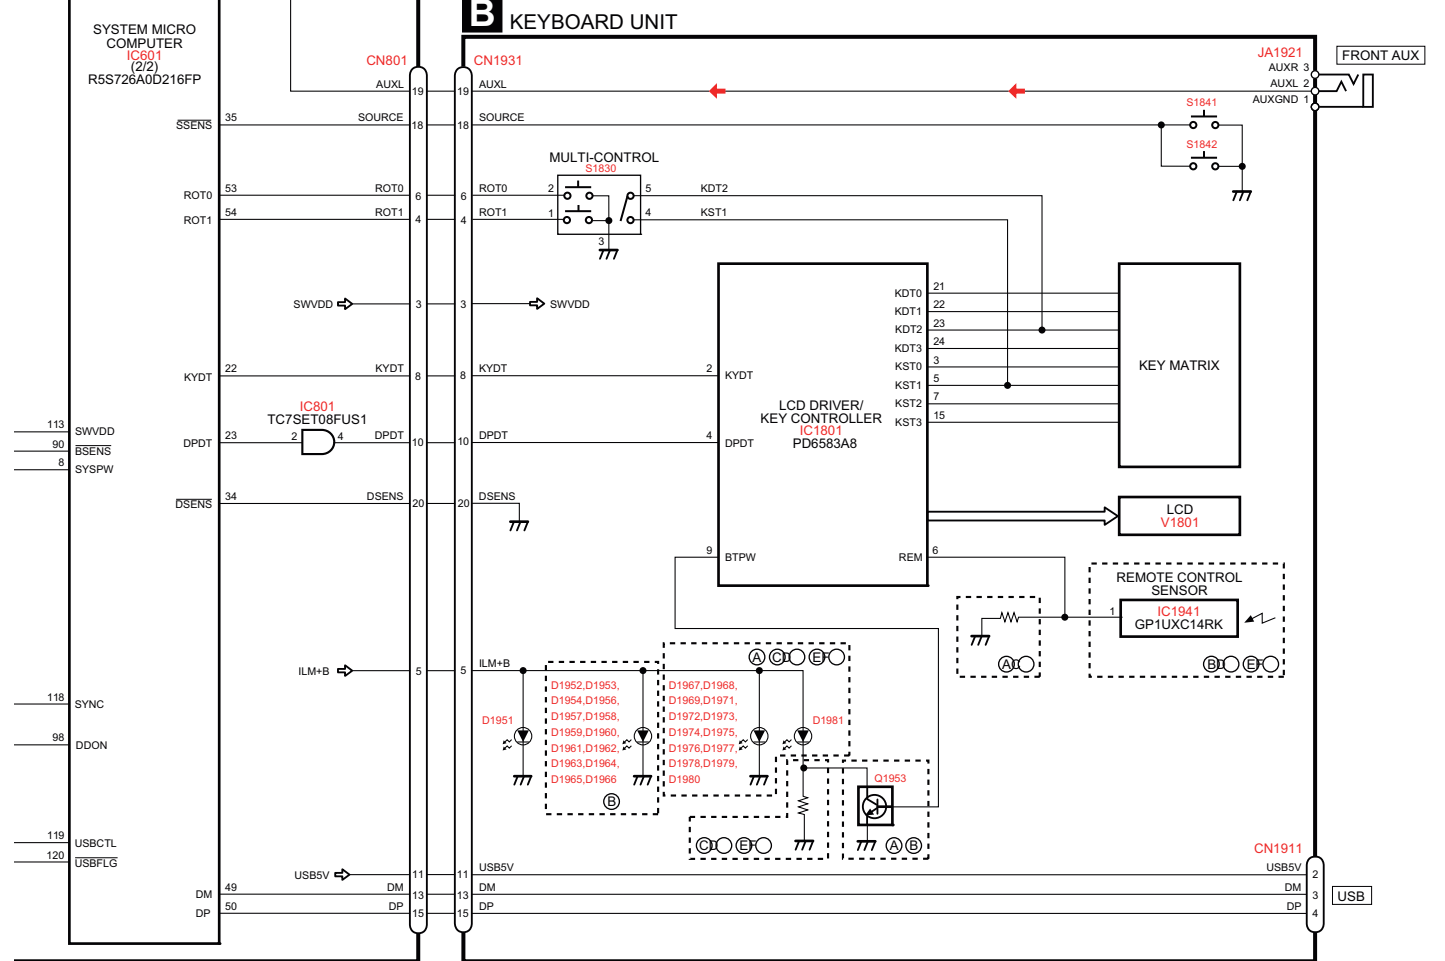 B KEYBOARD UNIT
SYSTEM MICRO
COMPUTER
IC601
(2/2)
R5S726A0D216FP
CN801
CN1931
JA1921
FRONT AUX
AUXR 3
AUXL 2
AUXGND 1
AUXL 19
19 AUXL
SSENS 35
SOURCE 18
18 SOURCE
S1841
S1842
MULTI-CONTROL
S1830
ROT0 53
ROT0 6
6 ROT0 2
5 KDT2
ROT1 54
ROT1 4
4 ROT1 1
4 KST1
3
SWVDD 3
3 SWVDD
KDT0 21
KDT1 22
KDT2 23
KDT3 24
KST0 3
KST1 5
KST2 7
KST3 15
KEY MATRIX
KYDT 22
KYDT 8
8 KYDT
2 KYDT
LCD DRIVER/
KEY CONTROLLER
IC1801
PD6583A8
IC801
TC7SET08FUS1
DPDT 23
2 4
DPDT 10
10 DPDT
4 DPDT
113 SWVDD
90 BSENS
8 SYSPW
DSENS 34
DSENS 20
20 DSENS
LCD
V1801
9 BTPW
REM 6
REMOTE CONTROL
SENSOR
1 IC1941
GP1UXC14RK
A C
B D E F
ILM+B 5
5 ILM+B
A C D E F
D1951
D1952,D1953,
D1954,D1956,
D1957,D1958,
D1959,D1960,
D1961,D1962,
D1963,D1964,
D1965,D1966
B
D1967,D1968,
D1969,D1971,
D1972,D1973,
D1974,D1975,
D1976,D1977,
D1978,D1979,
D1980
D1981
Q1953
C D E F
A B
118 SYNC
98 DDON
119 USBCTL
120 USBFLG
CN1911
USB5V 11
11 USB5V
USB5V 2
DM 49
DM 13
13 DM
DM 3
USB
DP 50
DP 15
15 DP
DP 4